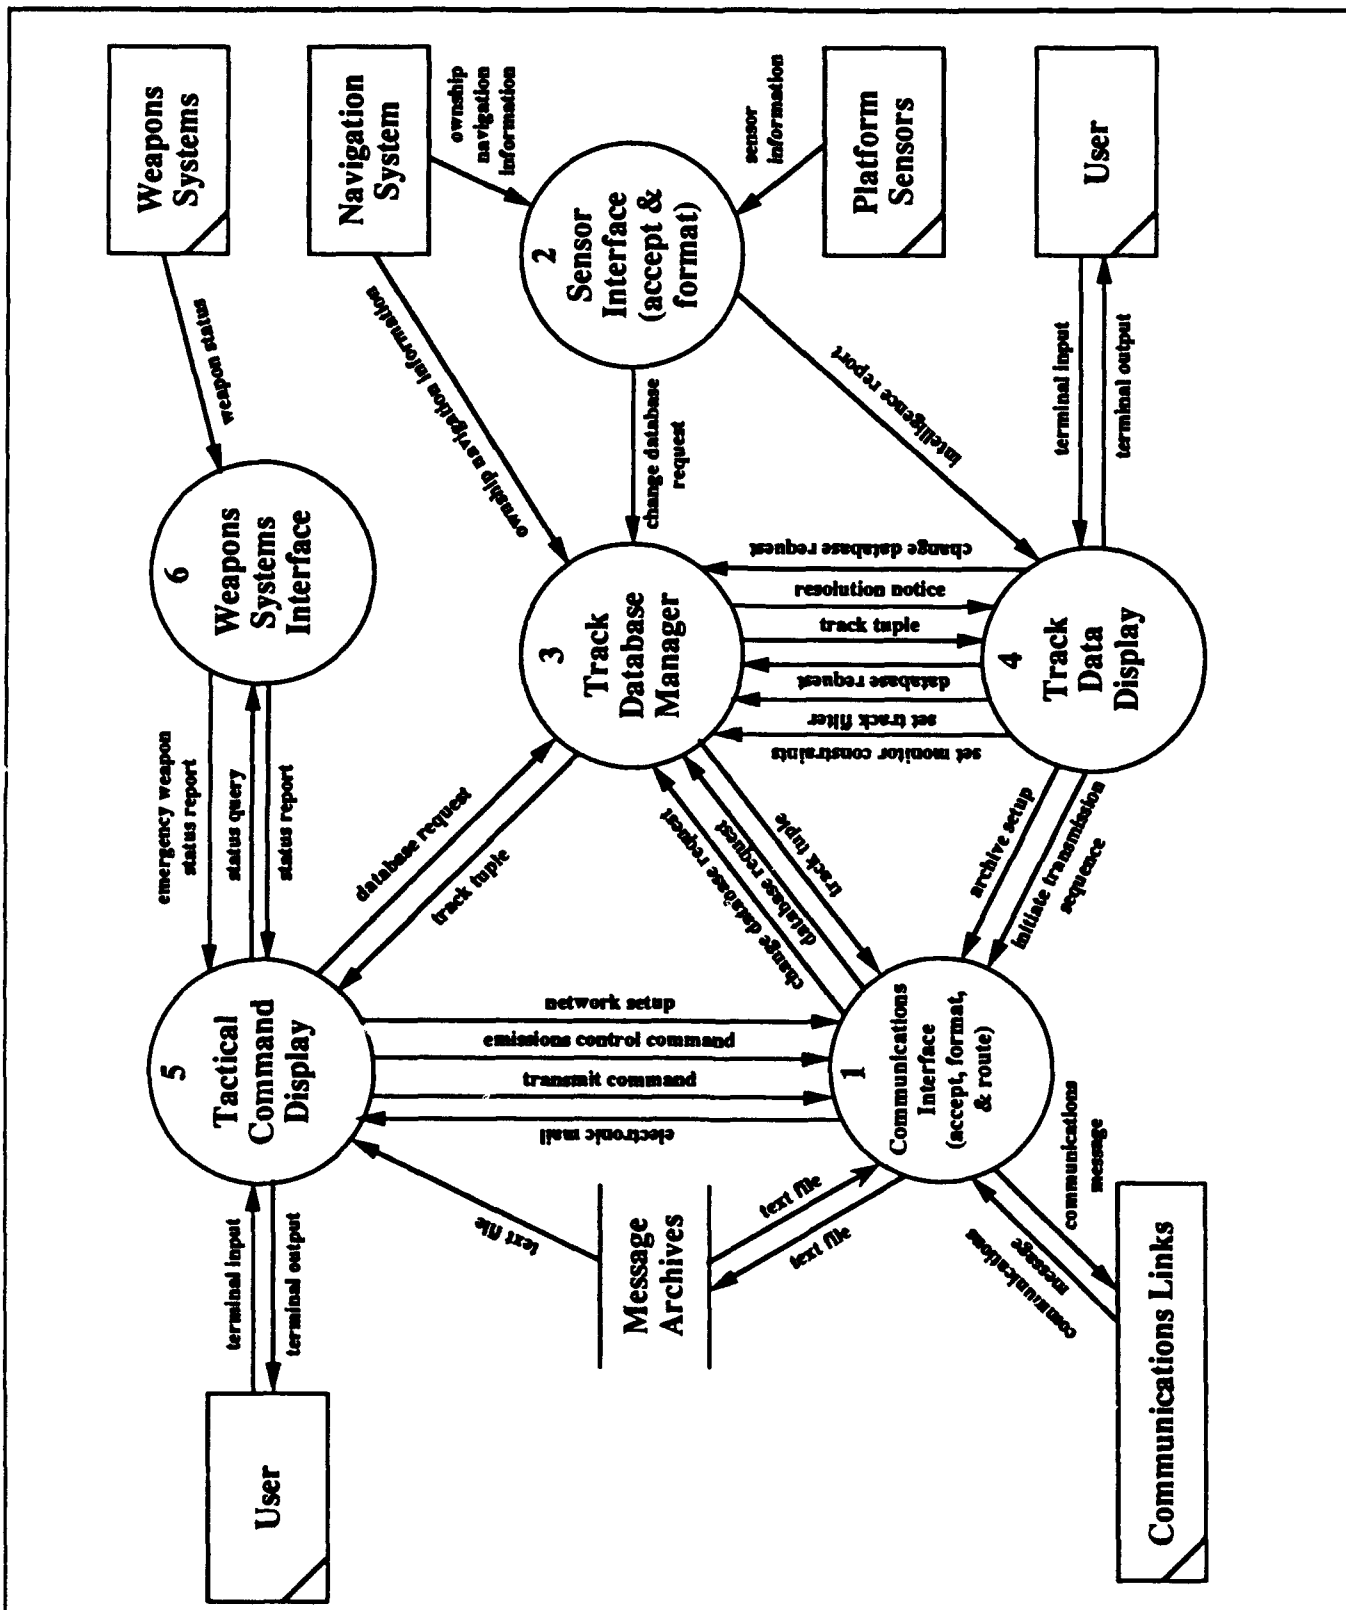 Weapons
Systems
Navigation
System
ownship
navigation
information
sensor
information
Platform
Sensors
User
weapon status
ownship navigation information
2
Sensor
Interface
(accept &
format)
intelligence report
terminal input
terminal output
change database
request
6
Weapons
Systems
Interface
3
Track
Database
Manager
change database request
resolution notice
track tuple
database request
set track filter
set monitor constraints
4
Track
Data
Display
emergency weapon
status report
status query
status report
database request
track tuple
track tuple
database request
change database request
archive setup
initiate transmission
sequence
5
Tactical
Command
Display
network setup
emissions control command
transmit command
electronic mail
1
Communications
Interface
(accept, format,
& route)
terminal input
terminal output
text file
text file
text file
communications
message
communications
message
User
Message
Archives
Communications Links